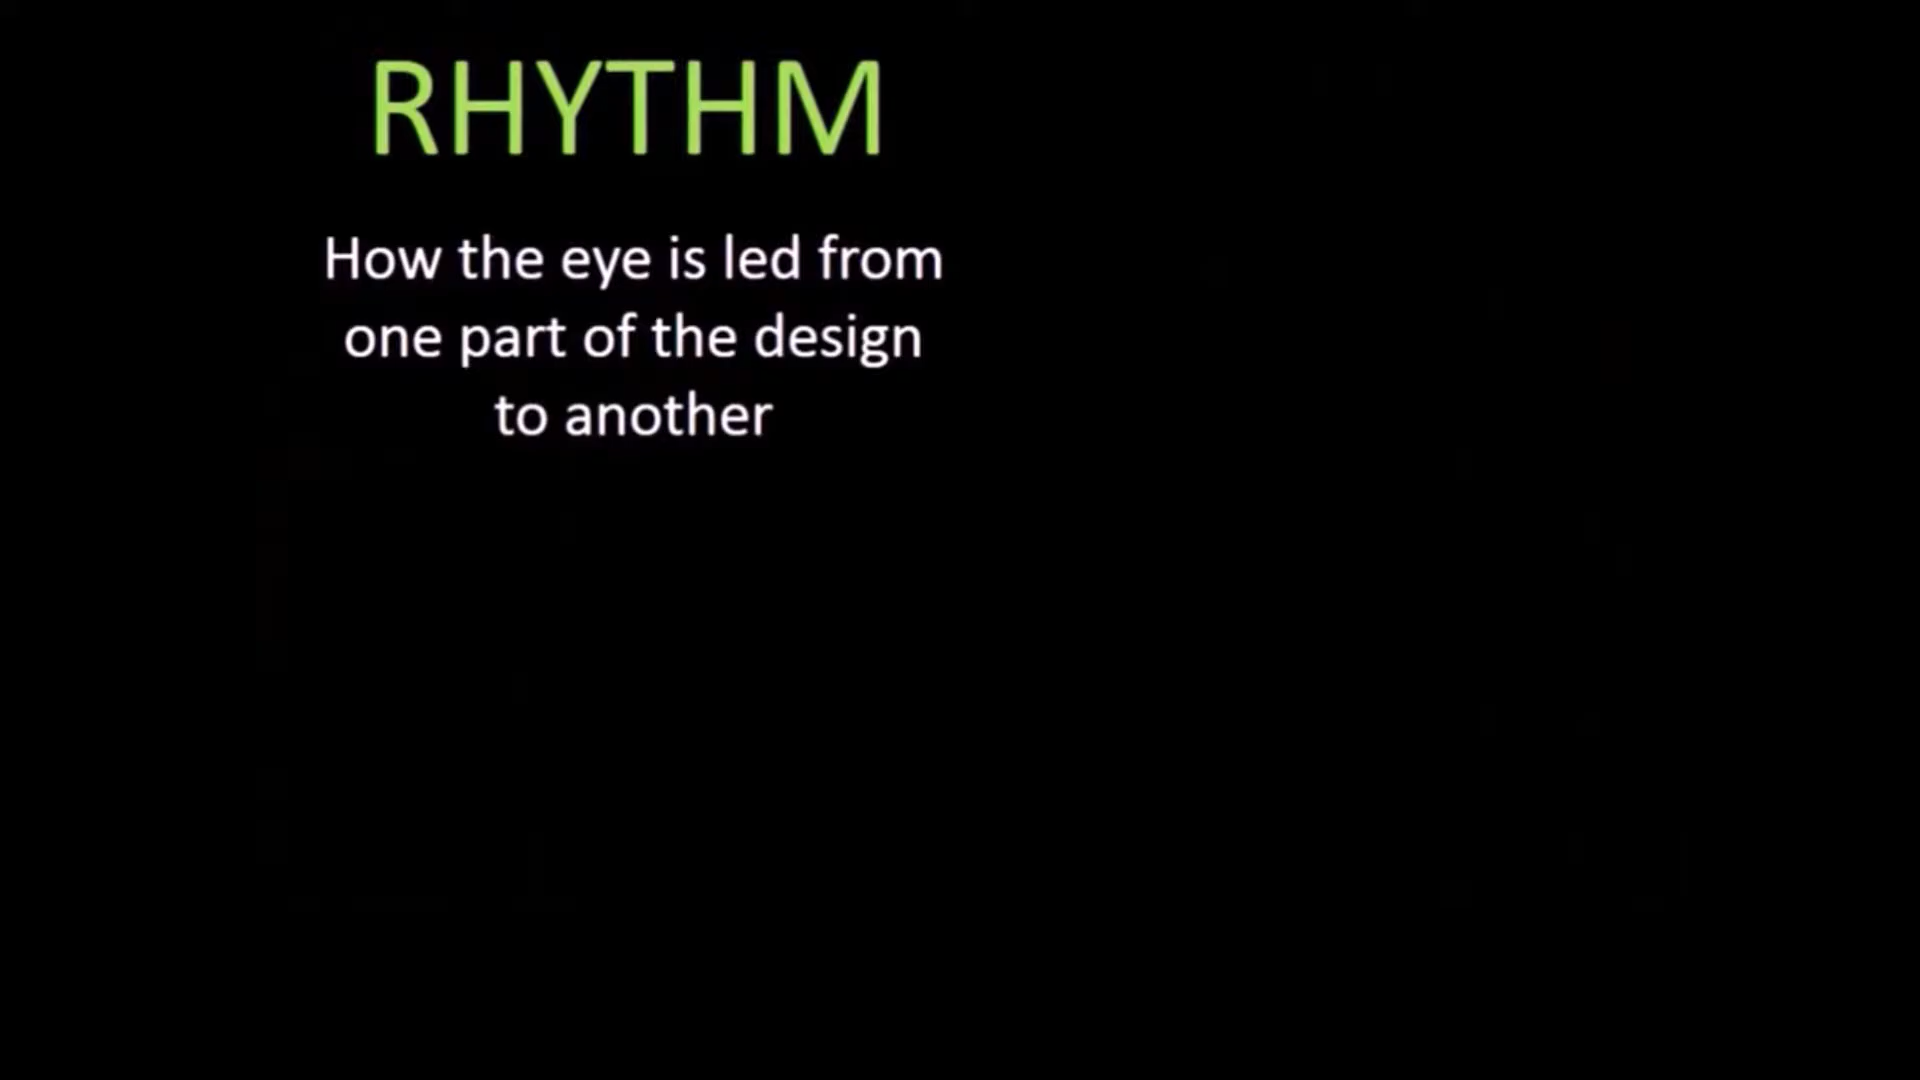 RHYTHM
How the eye is led from
one part of the design
to another